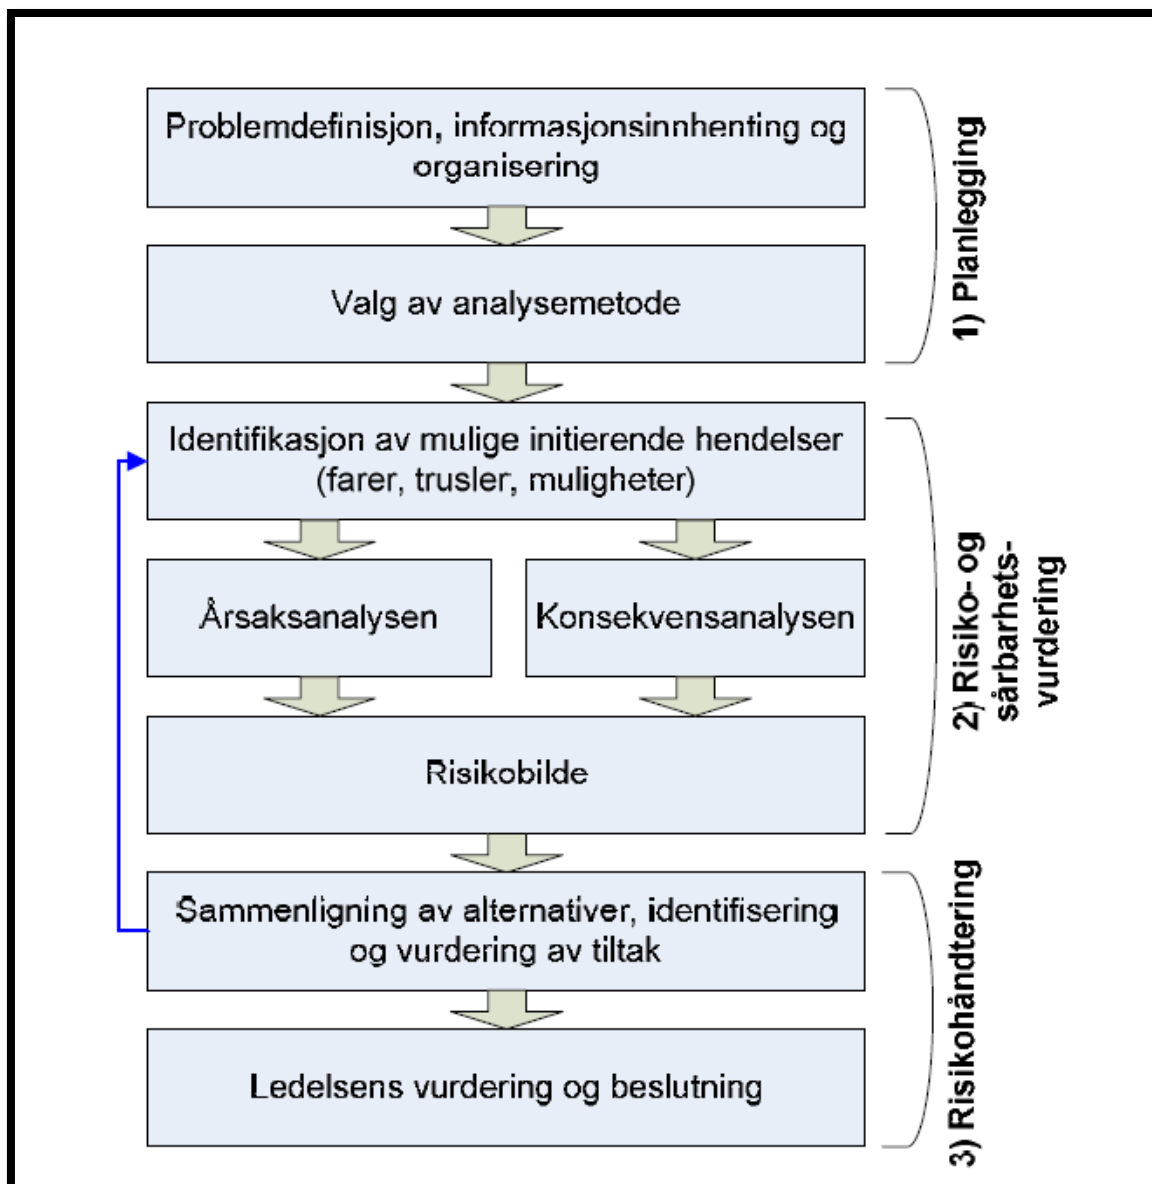 Problemdefinisjon, informasjonsinnhenting og
organisering
Valg av analysemetode
1) Planlegging
Identifikasjon av mulige initierende hendelser
(farer, trusler, muligheter)
Årsaksanalysen
Konsekvensanalysen
Risikobilde
2) Risiko- og
sårbarhets-
vurdering
Sammenligning av alternativer, identifisering
og vurdering av tiltak
Ledelsens vurdering og beslutning
3) Risikohåndtering